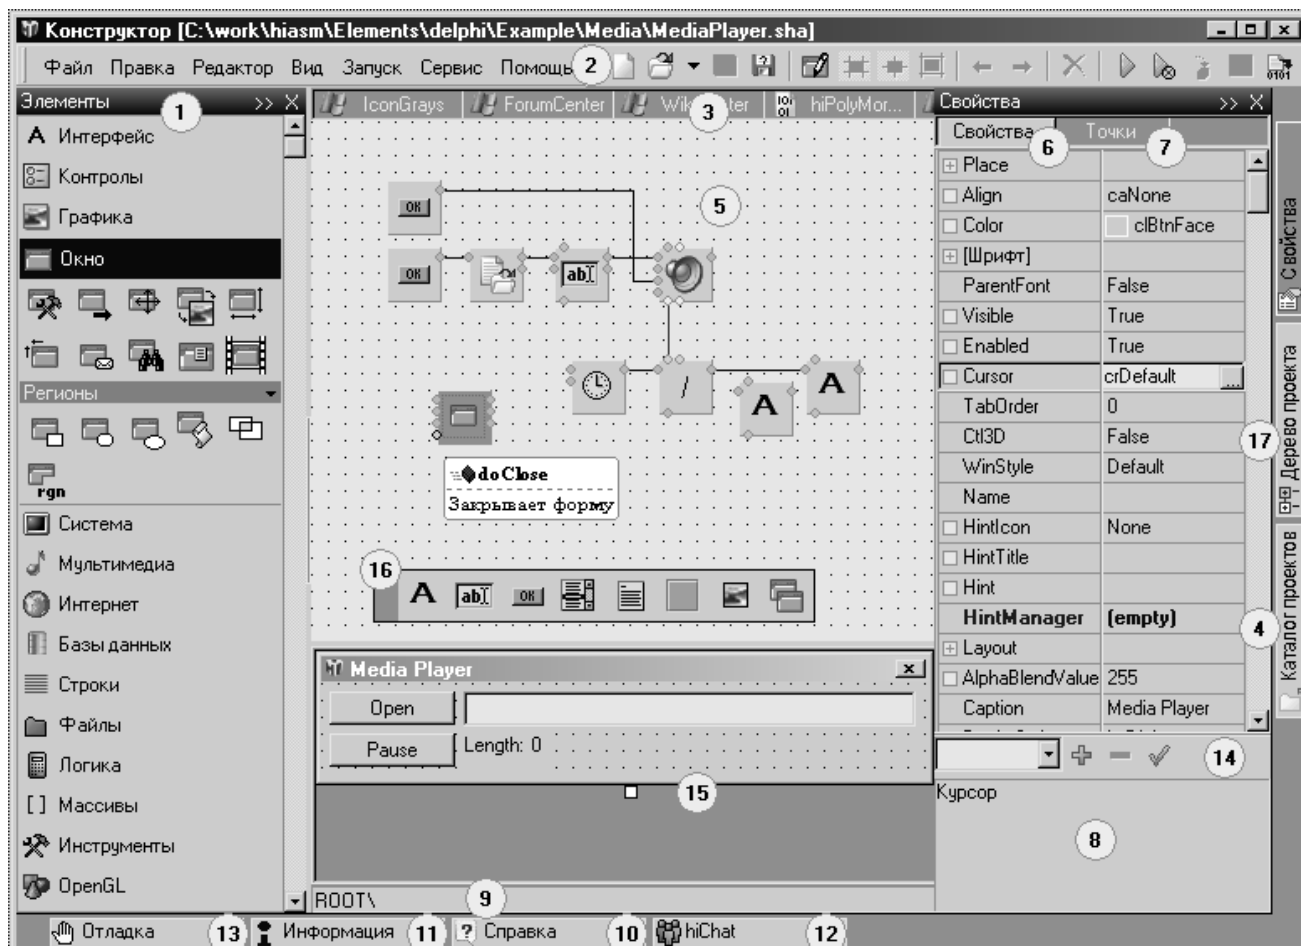 Конструктор [C:\work\hiasm\Elements\delphi\Example\Media\MediaPlayer.sha]
Файл Правка Редактор Вид Запуск Сервис Помощь 2
Элементы 1
Интерфейс
Контролы
Графика
Окно
Регионы
rgn
Система
Мультимедиа
Интернет
Базы данных
Строки
Файлы
Логика
Массивы
Инструменты
OpenGL
IconGrays ForumCenter 3 hiPolyMor...
5
OK
OK
ab
A
A
doClose
Закрывает форму
16
A ab OK
Media Player
Open
Pause Length: 0
15
ROOT\ 9
Свойства
Свойства 6 Точки 7
Place
Align caNone
Color clBtnFace
[Шрифт]
ParentFont False
Visible True
Enabled True
Cursor crDefault ...
TabOrder 0
Ctl3D False
WinStyle Default
Name
HintIcon None
HintTitle
Hint
HintManager (empty)
Layout
AlphaBlendValue 255
Caption Media Player
14
Курсор
8
Свойства
Дерево проекта
17
Каталог проектов
4
Отладка 13 Информация 11 Справка 10 hiChat 12